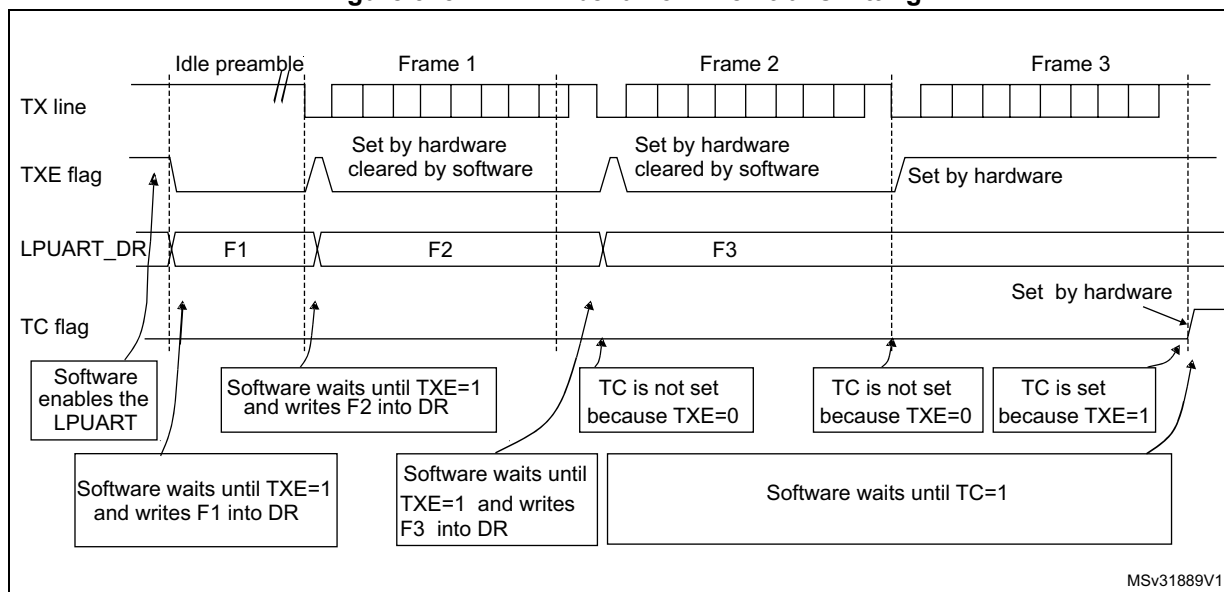 Idle preamble
Frame 1
Frame 2
Frame 3
TX line
TXE flag
Set by hardware
cleared by software
Set by hardware
cleared by software
Set by hardware
LPUART_DR
F1
F2
F3
TC flag
Set by hardware
Software
enables the
LPUART
Software waits until TXE=1
and writes F2 into DR
TC is not set
because TXE=0
TC is not set
because TXE=0
TC is set
because TXE=1
Software waits until TXE=1
and writes F1 into DR
Software waits until
TXE=1 and writes
F3 into DR
Software waits until TC=1
MSv31889V1